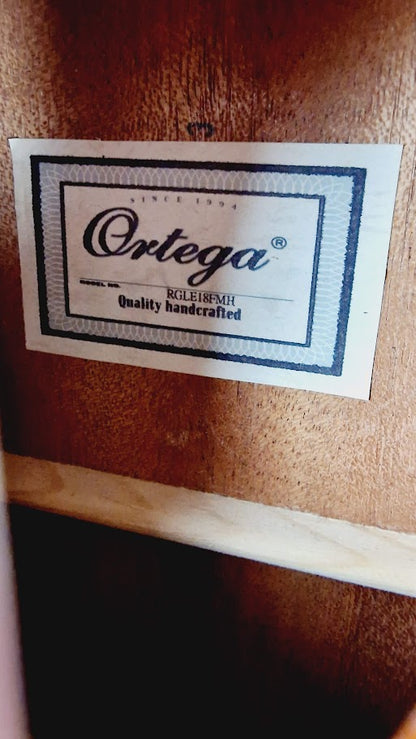 SINCE 1994
Ortega®
MODEL NO.
RGLE18FMH
Quality handcrafted